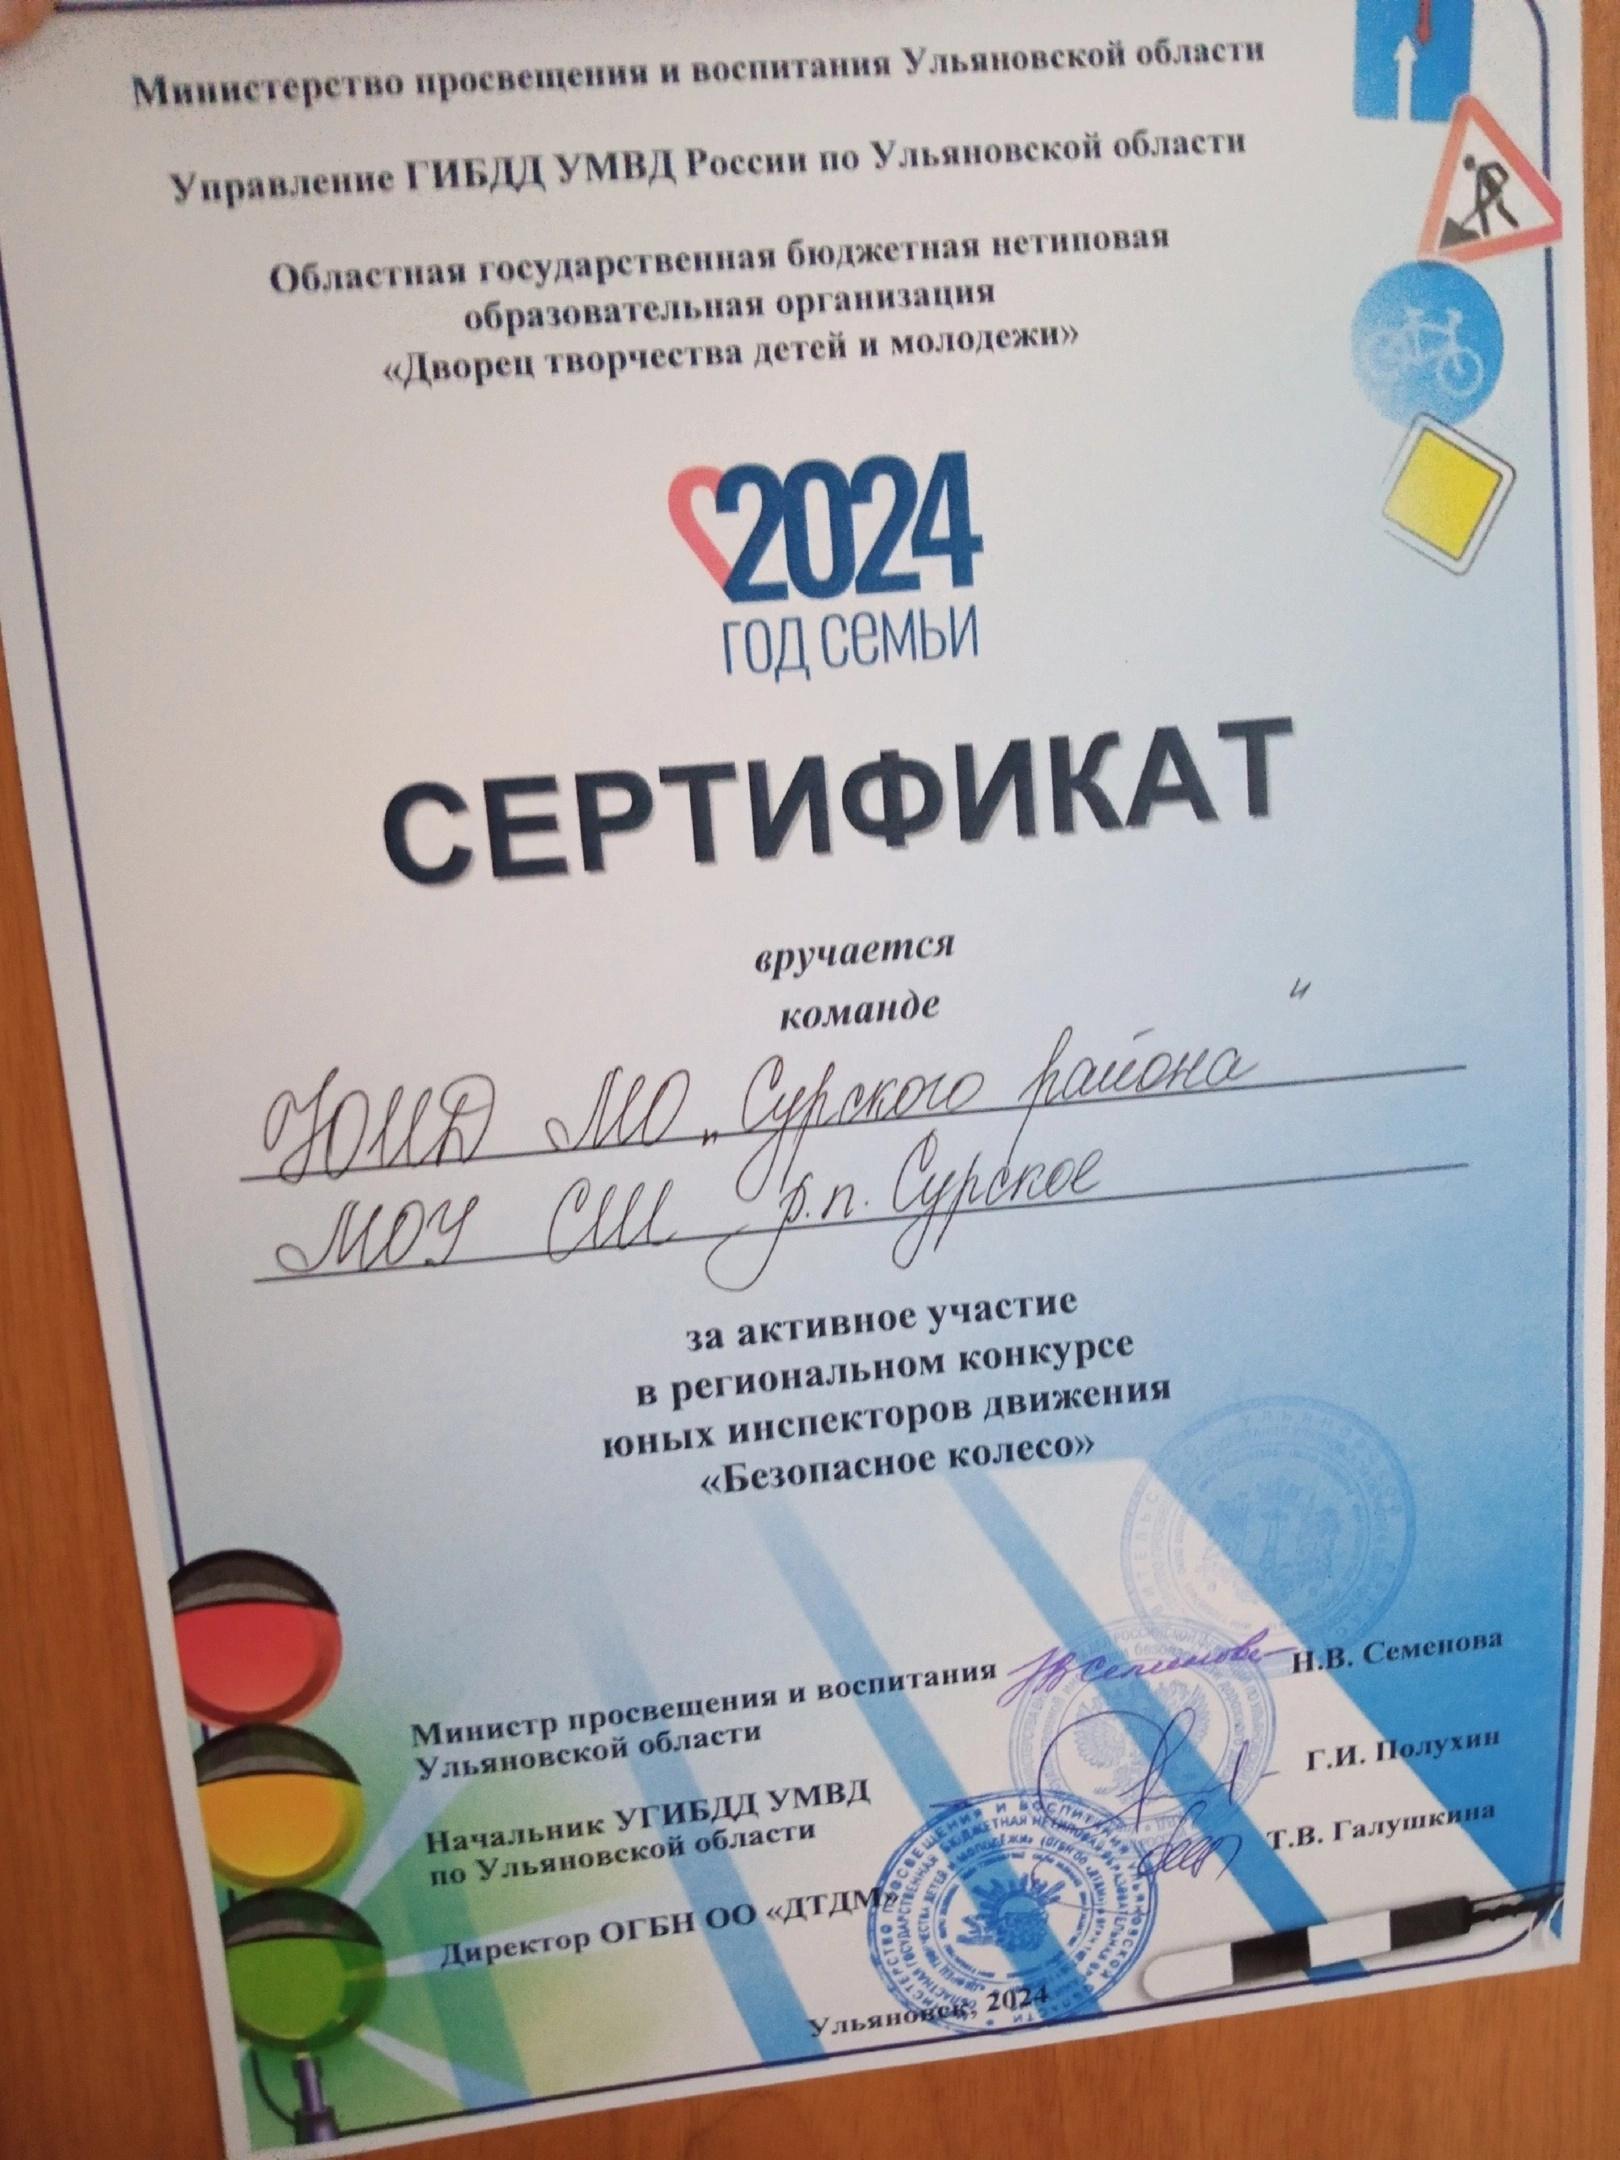 Министерство просвещения и воспитания Ульяновской области
Управление ГИБДД УМВД России по Ульяновской области
Областная государственная бюджетная нетиповая
образовательная организация
«Дворец творчества детей и молодежи»
2024
ГОД СЕМЬИ
СЕРТИФИКАТ
вручается
команде
ЮИД МО „Сурского района"
МОУ СШ р.п. Сурское
за активное участие
в региональном конкурсе
юных инспекторов движения
«Безопасное колесо»
Министр просвещения и воспитания
Ульяновской области
Н.В. Семенова
Начальник УГИБДД УМВД
по Ульяновской области
Г.И. Полухин
Директор ОГБН ОО «ДТДМ»
Т.В. Галушкина
Ульяновск, 2024